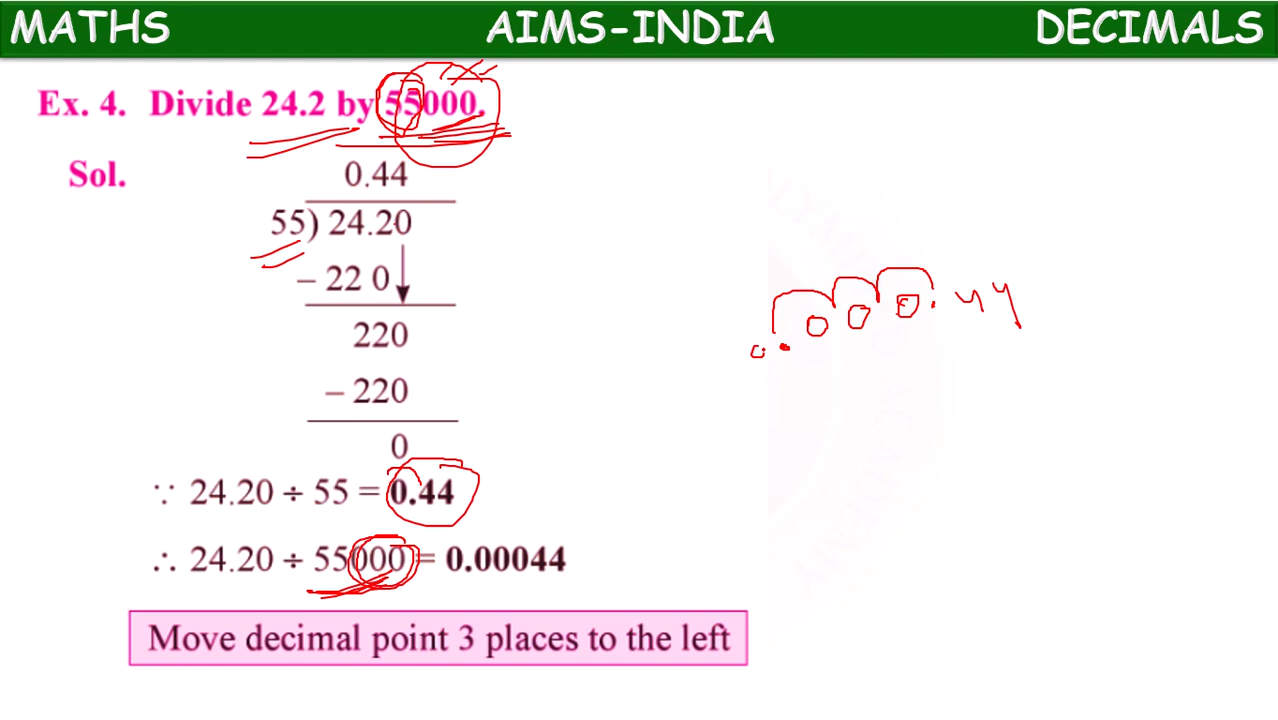 MATHS AIMS-INDIA DECIMALS
Ex. 4. Divide 24.2 by 55000.
Sol.
0.44
55) 24.20
– 22 0
220
– 220
0
∵ 24.20 ÷ 55 = 0.44
∴ 24.20 ÷ 55000 = 0.00044
Move decimal point 3 places to the left
0.000.44